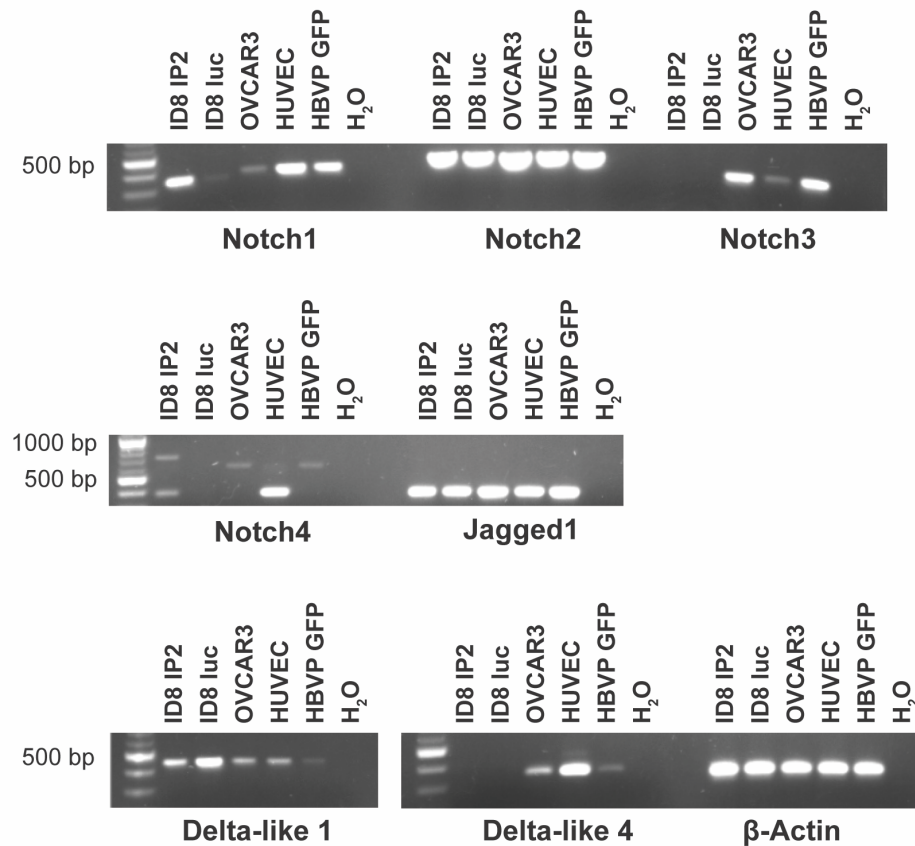 ID8 IP2 ID8 luc OVCAR3 HUVEC HBVP GFP H₂O ID8 IP2 ID8 luc OVCAR3 HUVEC HBVP GFP H₂O ID8 IP2 ID8 luc OVCAR3 HUVEC HBVP GFP H₂O
500 bp
Notch1 Notch2 Notch3
ID8 IP2 ID8 luc OVCAR3 HUVEC HBVP GFP H₂O ID8 IP2 ID8 luc OVCAR3 HUVEC HBVP GFP H₂O
1000 bp
500 bp
Notch4 Jagged1
ID8 IP2 ID8 luc OVCAR3 HUVEC HBVP GFP H₂O ID8 IP2 ID8 luc OVCAR3 HUVEC HBVP GFP H₂O ID8 IP2 ID8 luc OVCAR3 HUVEC HBVP GFP H₂O
500 bp
Delta-like 1 Delta-like 4 β-Actin